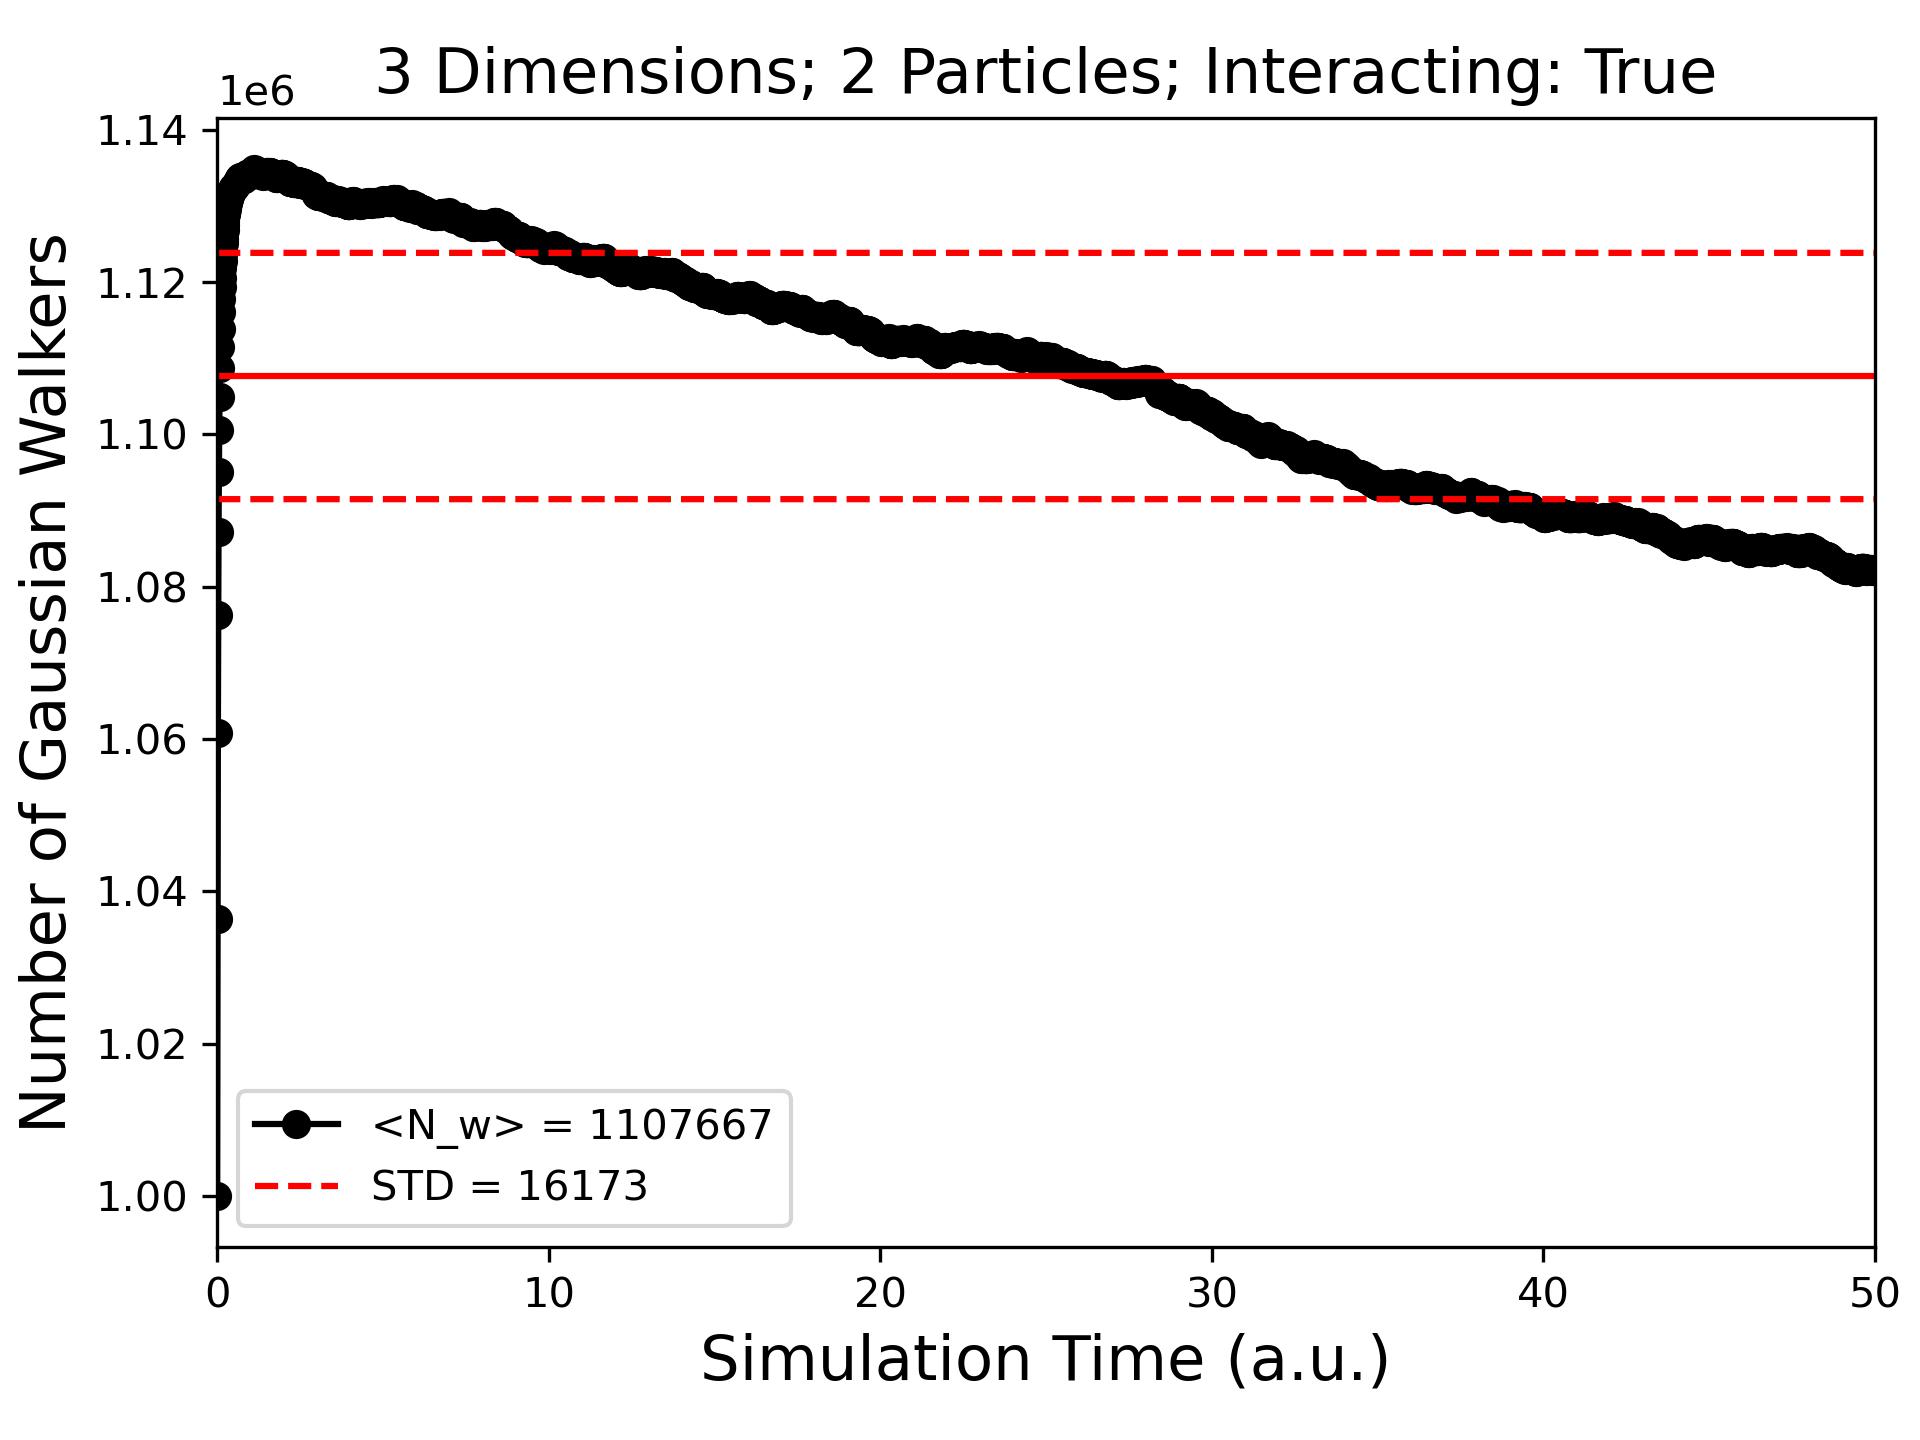 3 Dimensions; 2 Particles; Interacting: True
1e6
1.14
1.12
1.10
1.08
1.06
1.04
1.02
1.00
Number of Gaussian Walkers
<N_w> = 1107667
STD = 16173
0 10 20 30 40 50
Simulation Time (a.u.)